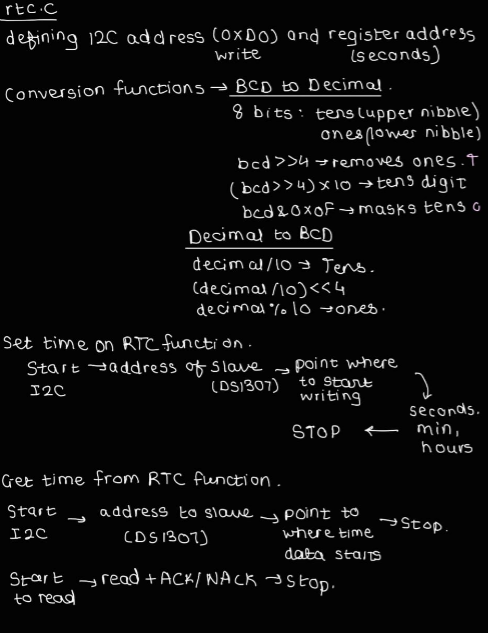 rtc.c
defining I2C address (0xD0) and register address
write (seconds)
Conversion functions → BCD to Decimal.
8 bits: tens(upper nibble)
ones(lower nibble)
bcd>>4→removes ones. T
(bcd>>4)x10 →tens digit
bcd&0x0F→masks tens O
Decimal to BCD
decimal/10 → Tens.
(decimal/10)<<4
decimal%10 →ones.
Set time on RTC function.
Start →address of slave → point where
I2C (DS1307) to start
writing
seconds.
STOP ← min,
hours
Get time from RTC function.
Start → address to slave → point to → Stop.
I2C (DS1307) where time
data starts
Start → read + ACK/NACK → Stop.
to read